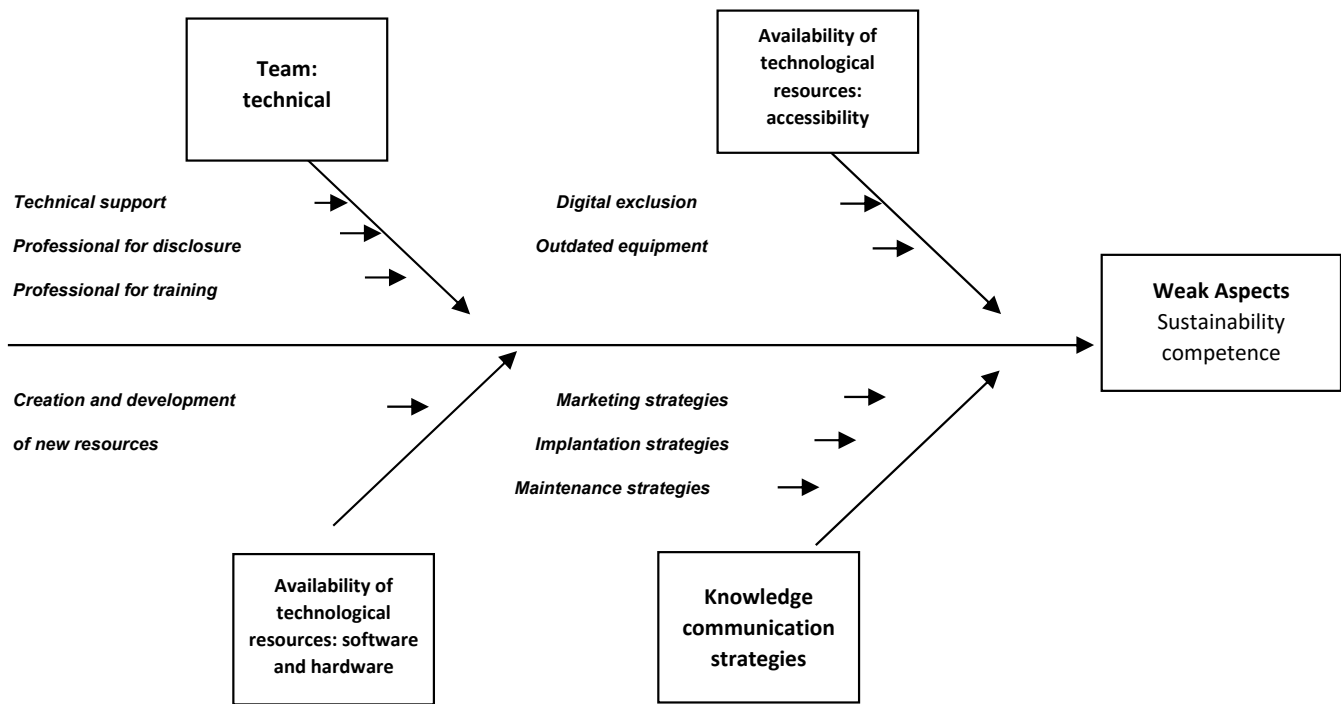 Team:
technical
Availability of
technological
resources:
accessibility
Technical support
Professional for disclosure
Professional for training
Digital exclusion
Outdated equipment
Weak Aspects
Sustainability
competence
Creation and development
of new resources
Marketing strategies
Implantation strategies
Maintenance strategies
Availability of
technological
resources: software
and hardware
Knowledge
communication
strategies